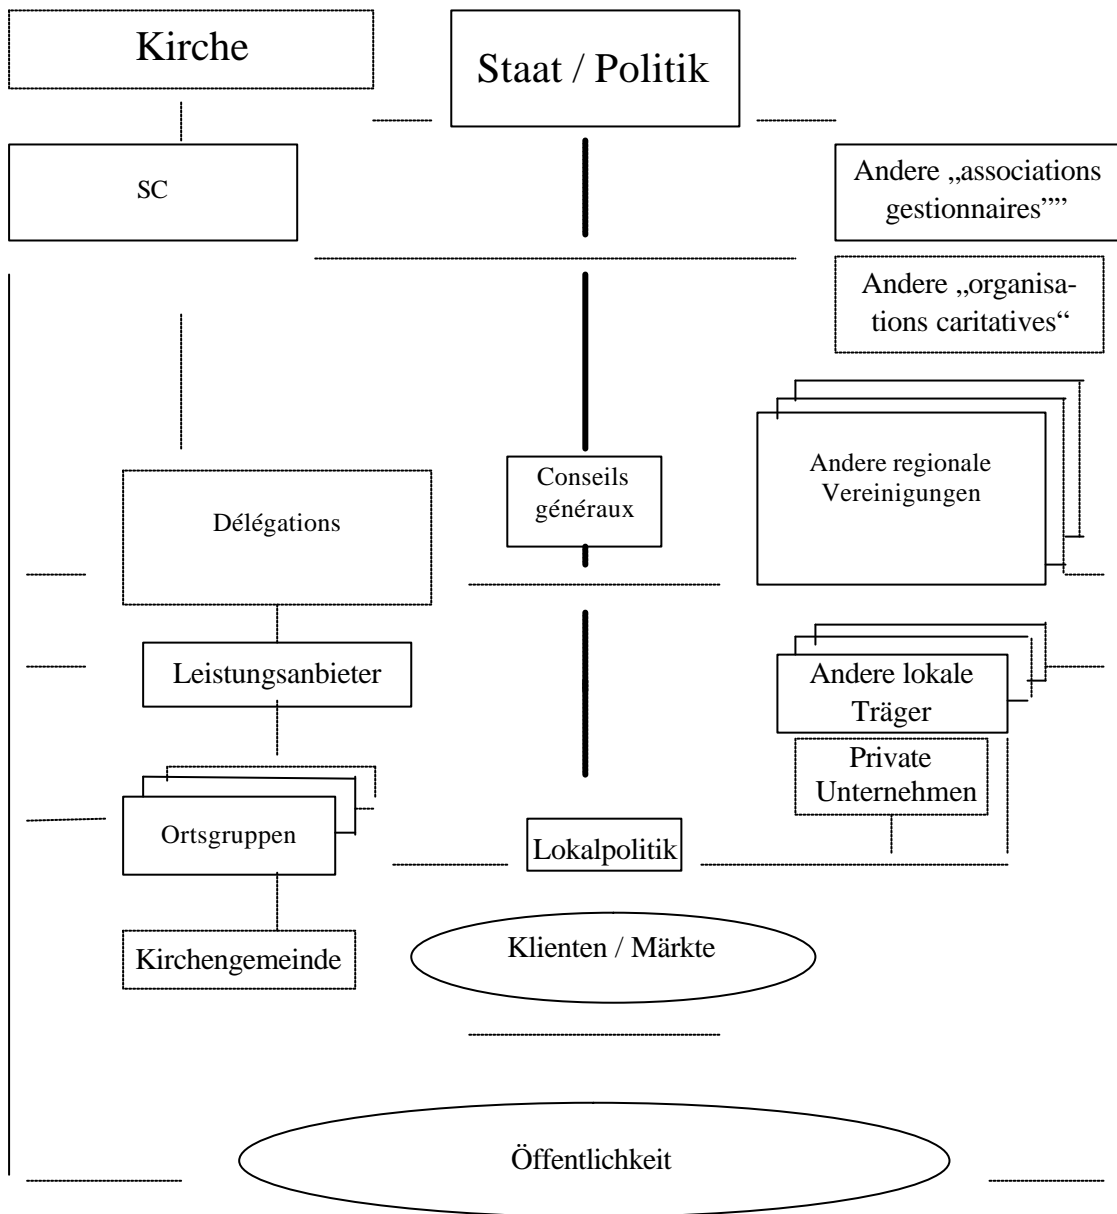 Kirche
Staat / Politik
SC
Andere „associations
gestionnaires””
Andere „organisa-
tions caritatives“
Andere regionale
Vereinigungen
Conseils
généraux
Délégations
Leistungsanbieter
Andere lokale
Träger
Private
Unternehmen
Ortsgruppen
Lokalpolitik
Kirchengemeinde
Klienten / Märkte
Öffentlichkeit